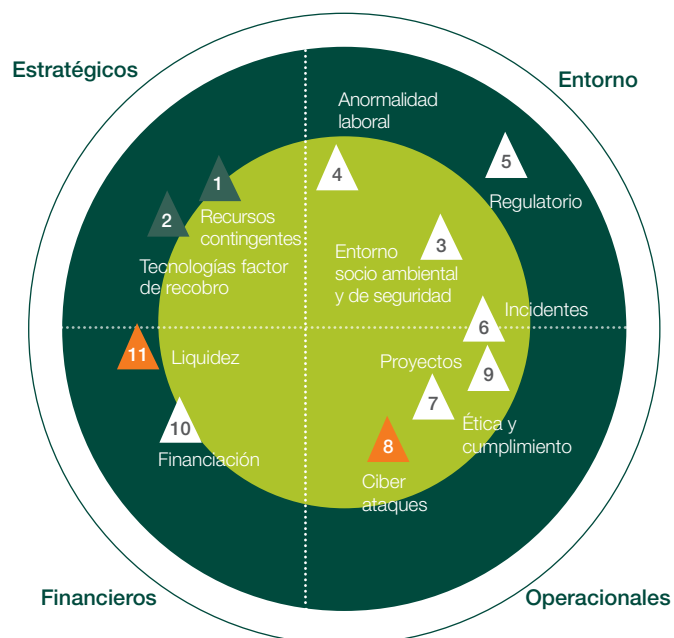 Estratégicos
Entorno
Anormalidad
laboral
4
5
Regulatorio
1
Recursos
contingentes
2
Tecnologías factor
de recobro
3
Entorno
socio ambiental
y de seguridad
Incidentes
6
11
Liquidez
Proyectos
9
7
Ética y
cumplimiento
10
Financiación
8
Ciber
ataques
Financieros
Operacionales